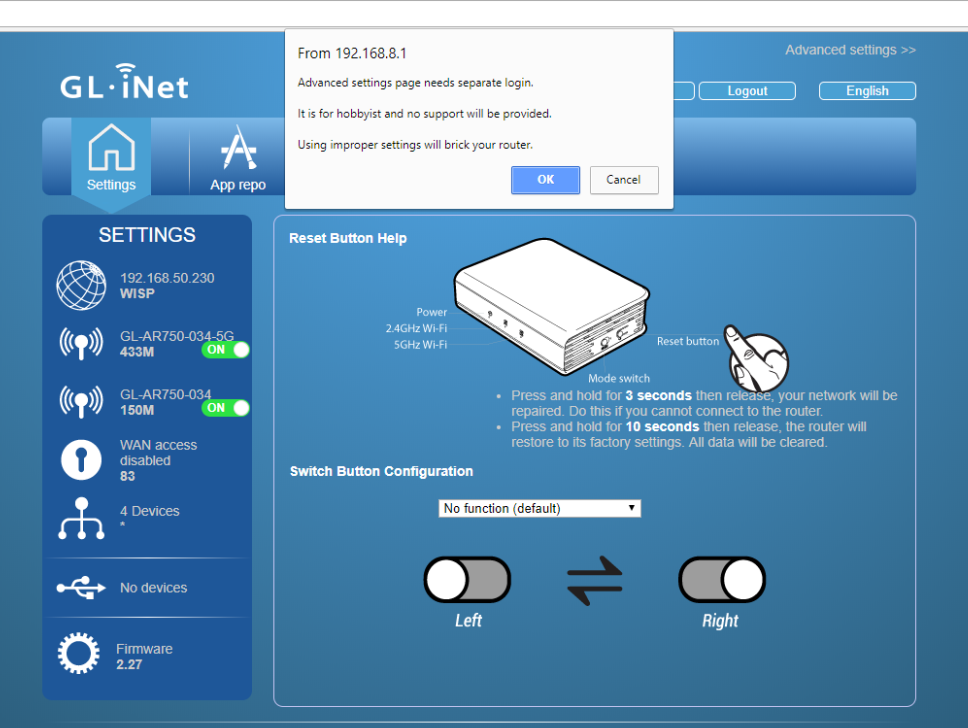 Advanced settings >>
GL·iNet
From 192.168.8.1
Advanced settings page needs separate login.
It is for hobbyist and no support will be provided.
Using improper settings will brick your router.
OK
Cancel
Logout
English
Settings
App repo
SETTINGS
192.168.50.230
WISP
GL-AR750-034-5G
433M
ON
GL-AR750-034
150M
ON
WAN access
disabled
83
4 Devices
*
No devices
Firmware
2.27
Reset Button Help
Power
2.4GHz Wi-Fi
5GHz Wi-Fi
Reset button
Mode switch
• Press and hold for 3 seconds then release, your network will be
repaired. Do this if you cannot connect to the router.
• Press and hold for 10 seconds then release, the router will
restore to its factory settings. All data will be cleared.
Switch Button Configuration
No function (default)
Left
Right